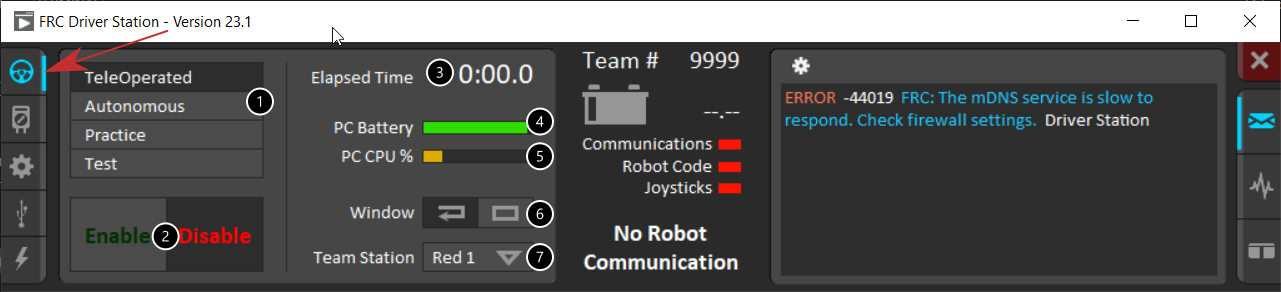 FRC Driver Station - Version 23.1
TeleOperated
Autonomous
Practice
Test
1
Enable
2
Disable
Elapsed Time
3
0:00.0
PC Battery
4
PC CPU %
5
Window
6
Team Station
Red 1
7
Team # 9999
--.--
Communications
Robot Code
Joysticks
No Robot
Communication
ERROR -44019 FRC: The mDNS service is slow to
respond. Check firewall settings. Driver Station